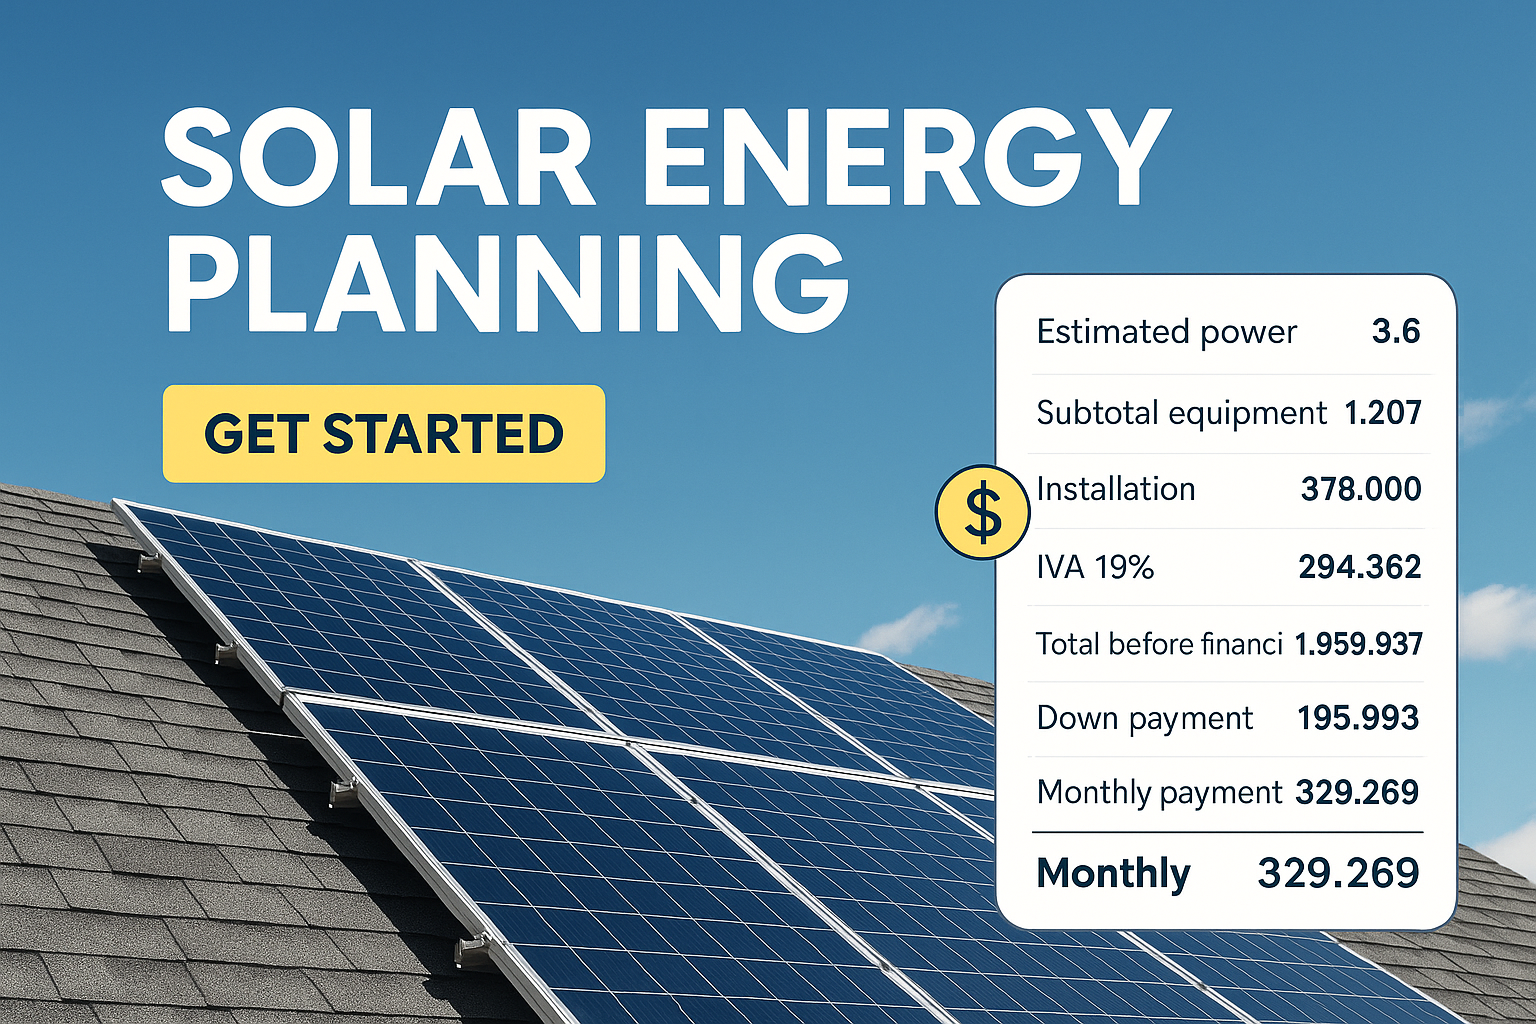 SOLAR ENERGY
PLANNING
GET STARTED
$
Estimated power 3.6
Subtotal equipment 1.207
Installation 378.000
IVA 19% 294.362
Total before financi 1.959.937
Down payment 195.993
Monthly payment 329.269
Monthly 329.269